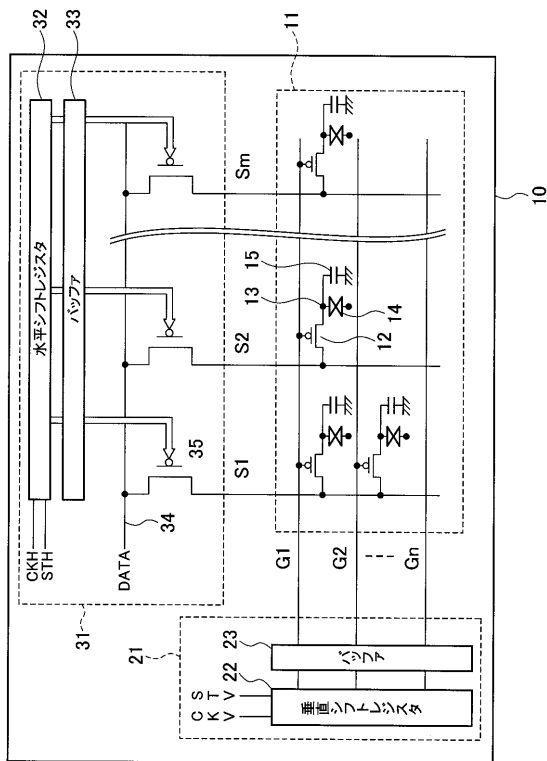 32
33
水平シフトレジスタ
バッファ
CKH
STH
DATA
34
35
31
S1
S2
Sm
11
15
13
14
12
10
G1
G2
Gn
21
23
22
CKV
STV
バッファ
垂直シフトレジスタ